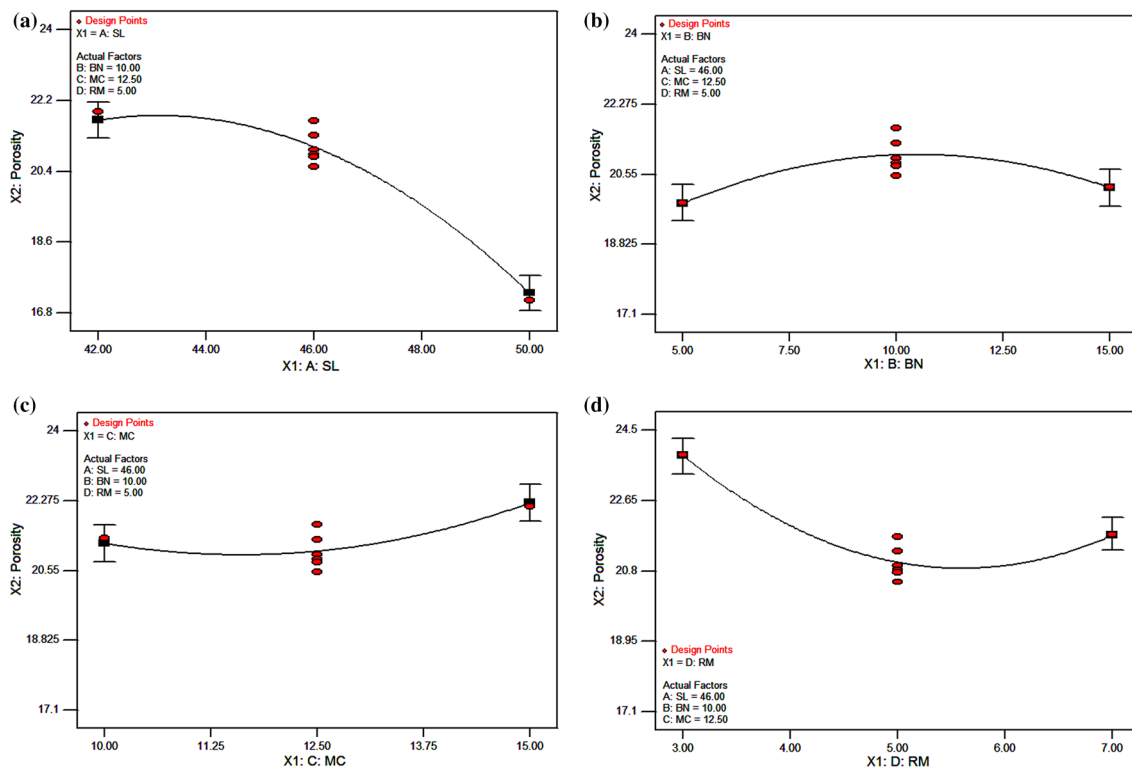 (a)
Design Points
X1 = A: SL
Actual Factors
B: BN = 10.00
C: MC = 12.50
D: RM = 5.00
X2: Porosity
24
22.2
20.4
18.6
16.8
42.00 44.00 46.00 48.00 50.00
X1: A: SL
(b)
Design Points
X1 = B: BN
Actual Factors
A: SL = 46.00
C: MC = 12.50
D: RM = 5.00
X2: Porosity
24
22.275
20.55
18.825
17.1
5.00 7.50 10.00 12.50 15.00
X1: B: BN
(c)
Design Points
X1 = C: MC
Actual Factors
A: SL = 46.00
B: BN = 10.00
D: RM = 5.00
X2: Porosity
24
22.275
20.55
18.825
17.1
10.00 11.25 12.50 13.75 15.00
X1: C: MC
(d)
X2: Porosity
24.5
22.65
20.8
18.95
17.1
Design Points
X1 = D: RM
Actual Factors
A: SL = 46.00
B: BN = 10.00
C: MC = 12.50
3.00 4.00 5.00 6.00 7.00
X1: D: RM